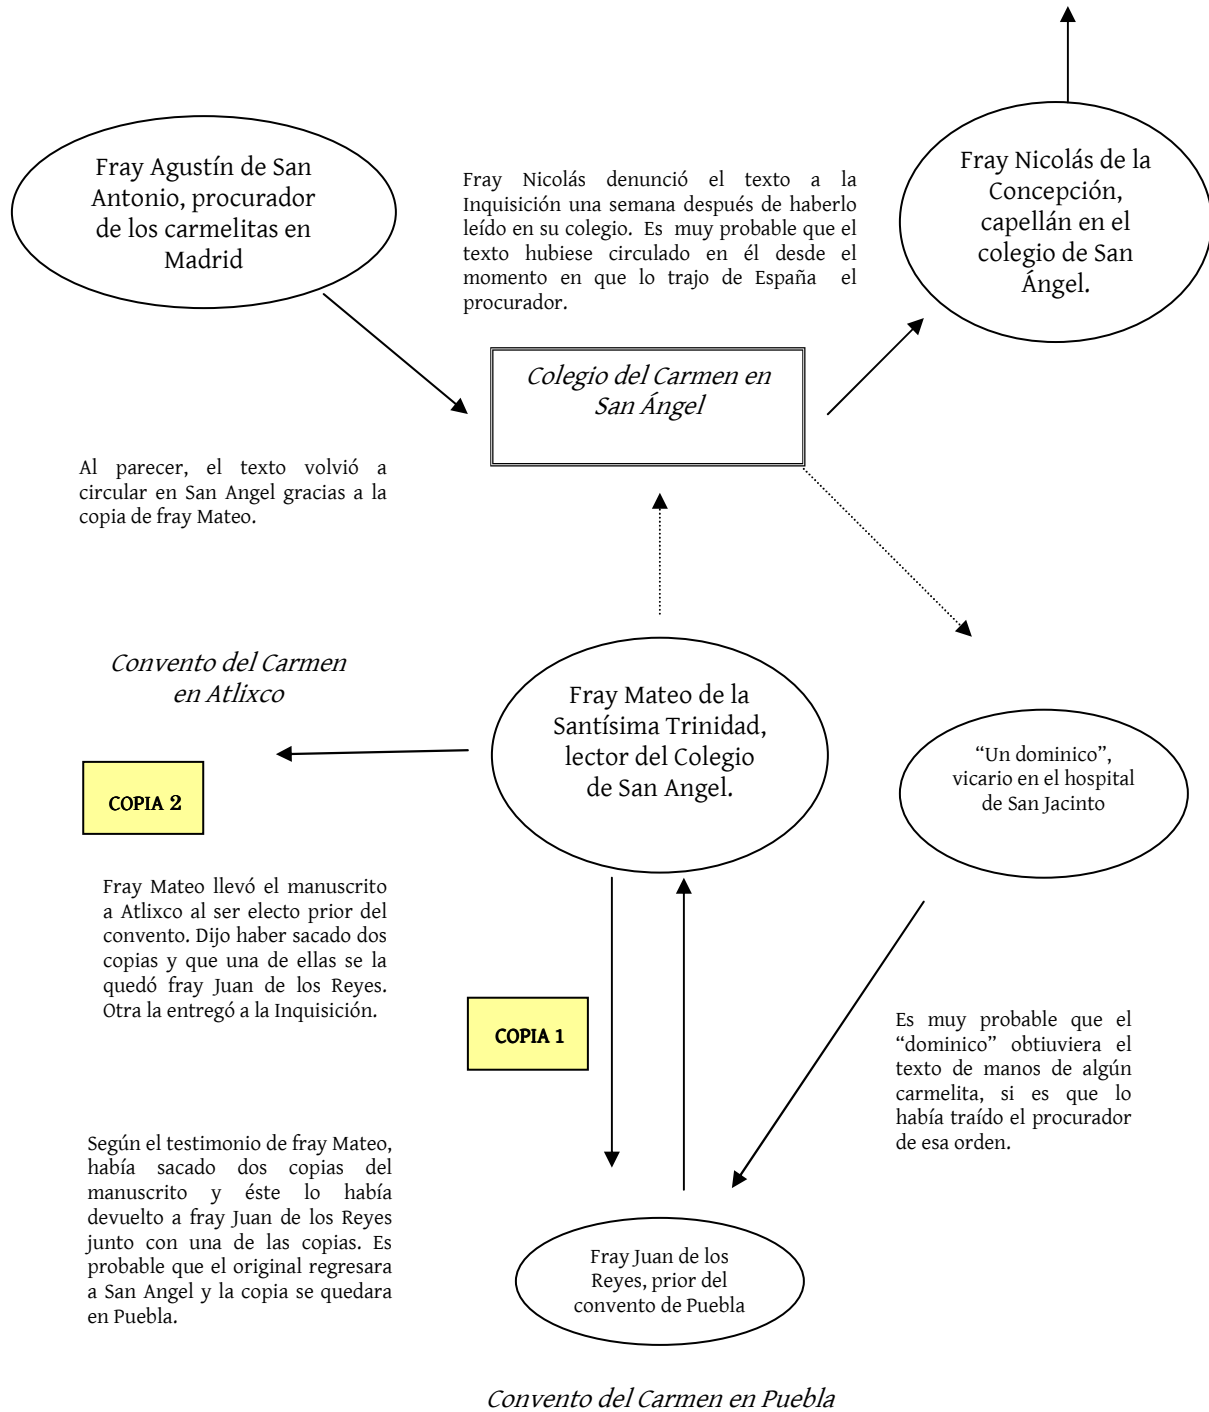 Fray Agustín de San
Antonio, procurador
de los carmelitas en
Madrid
Fray Nicolás denunció el texto a la
Inquisición una semana después de haberlo
leído en su colegio. Es muy probable que el
texto hubiese circulado en él desde el
momento en que lo trajo de España el
procurador.
Fray Nicolás de la
Concepción,
capellán en el
colegio de San
Ángel.
Colegio del Carmen en
San Ángel
Al parecer, el texto volvió a
circular en San Angel gracias a la
copia de fray Mateo.
Convento del Carmen
en Atlixco
Fray Mateo de la
Santísima Trinidad,
lector del Colegio
de San Angel.
“Un dominico”,
vicario en el hospital
de San Jacinto
COPIA 2
Fray Mateo llevó el manuscrito
a Atlixco al ser electo prior del
convento. Dijo haber sacado dos
copias y que una de ellas se la
quedó fray Juan de los Reyes.
Otra la entregó a la Inquisición.
COPIA 1
Es muy probable que el
“dominico” obtiuviera el
texto de manos de algún
carmelita, si es que lo
había traído el procurador
de esa orden.
Según el testimonio de fray Mateo,
había sacado dos copias del
manuscrito y éste lo había
devuelto a fray Juan de los Reyes
junto con una de las copias. Es
probable que el original regresara
a San Angel y la copia se quedara
en Puebla.
Fray Juan de los
Reyes, prior del
convento de Puebla
Convento del Carmen en Puebla